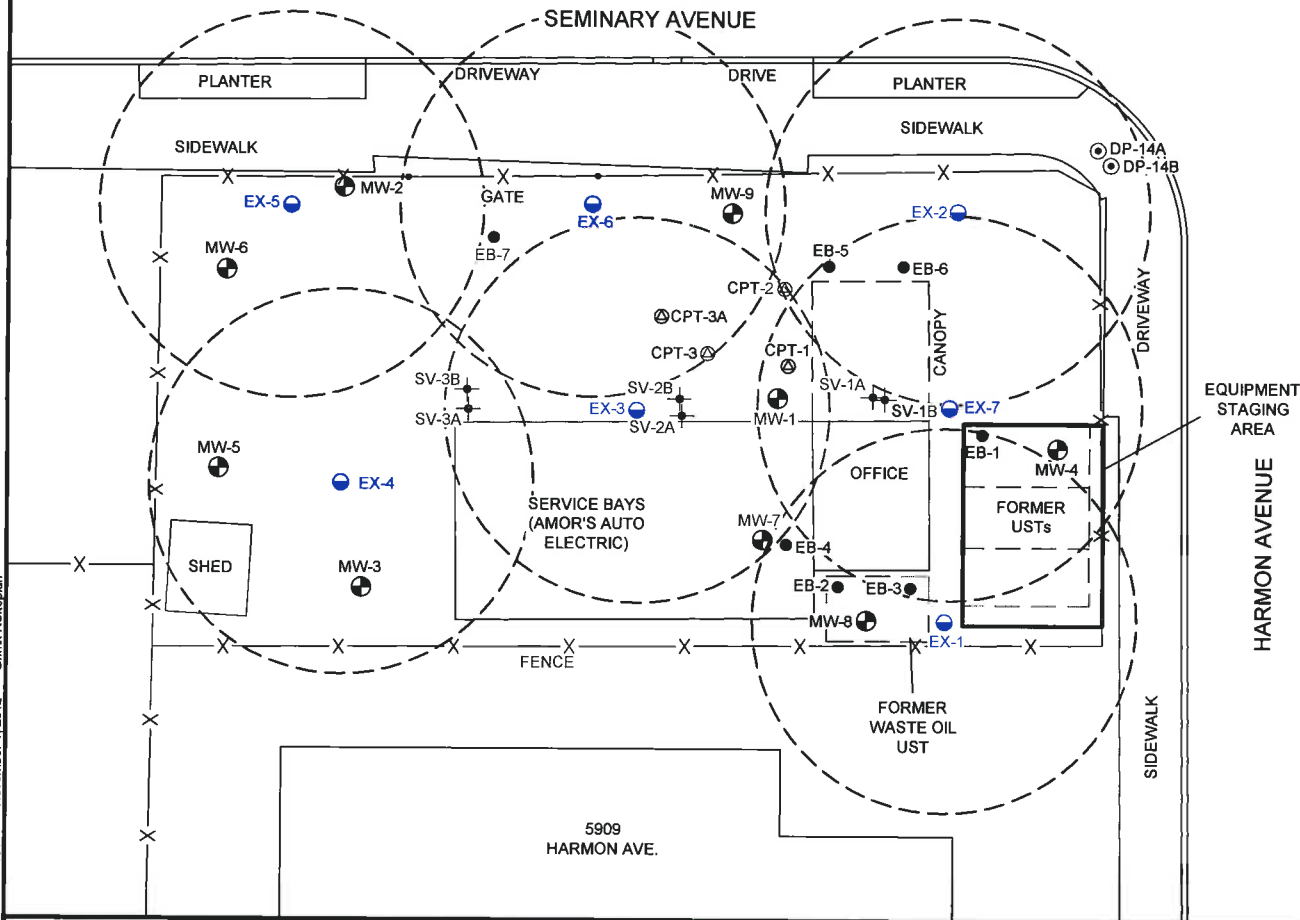 SEMINARY AVENUE
PLANTER
DRIVEWAY
DRIVE
PLANTER
SIDEWALK
SIDEWALK
DP-14A
DP-14B
MW-2
GATE
MW-9
EX-5
EX-6
EX-2
MW-6
EB-7
EB-5
EB-6
CPT-2
CPT-3A
CANOPY
DRIVEWAY
CPT-3
CPT-1
SV-3B
SV-2B
SV-1A
EX-3
EX-7
SV-1B
SV-3A
SV-2A
MW-1
EQUIPMENT
STAGING
AREA
EB-1
MW-4
MW-5
EX-4
OFFICE
FORMER
USTs
SERVICE BAYS
(AMOR'S AUTO
ELECTRIC)
MW-7
EB-4
HARMON AVENUE
SHED
MW-3
EB-2
EB-3
MW-8
EX-1
FENCE
FORMER
WASTE OIL
UST
SIDEWALK
5909
HARMON AVE.